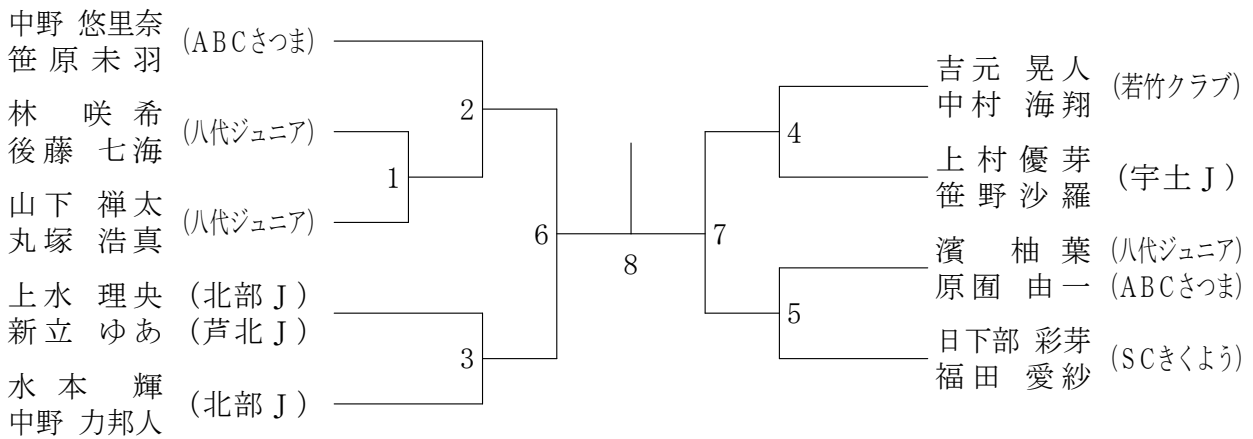 中野 悠里奈
笹原 未羽
(ABCさつま)
林 咲希
後藤 七海
(八代ジュニア)
山下 禅太
丸塚 浩真
(八代ジュニア)
上水 理央 (北部J)
新立 ゆあ (芦北J)
水本 輝
中野 力邦人
(北部J)
1
2
3
6
8
7
4
5
吉元 晃人
中村 海翔
(若竹クラブ)
上村 優芽
笹野 沙羅
(宇土J)
濱 柚葉 (八代ジュニア)
原囿 由一 (ABCさつま)
日下部 彩芽
福田 愛紗
(SCきくよう)